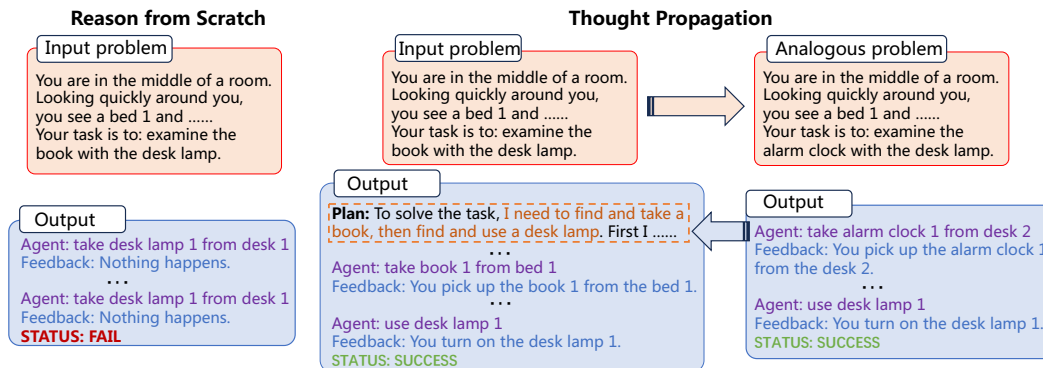 Reason from Scratch
Input problem
You are in the middle of a room.
Looking quickly around you,
you see a bed 1 and ......
Your task is to: examine the
book with the desk lamp.
Output
Agent: take desk lamp 1 from desk 1
Feedback: Nothing happens.
...
Agent: take desk lamp 1 from desk 1
Feedback: Nothing happens.
STATUS: FAIL
Thought Propagation
Input problem
You are in the middle of a room.
Looking quickly around you,
you see a bed 1 and ......
Your task is to: examine the
book with the desk lamp.
Analogous problem
You are in the middle of a room.
Looking quickly around you,
you see a bed 1 and ......
Your task is to: examine the
alarm clock with the desk lamp.
Output
Plan: To solve the task, I need to find and take a
book, then find and use a desk lamp. First I ......
...
Agent: take book 1 from bed 1
Feedback: You pick up the book 1 from the bed 1.
...
Agent: use desk lamp 1
Feedback: You turn on the desk lamp 1.
STATUS: SUCCESS
Output
Agent: take alarm clock 1 from desk 2
Feedback: You pick up the alarm clock 1
from the desk 2.
...
Agent: use desk lamp 1
Feedback: You turn on the desk lamp 1.
STATUS: SUCCESS